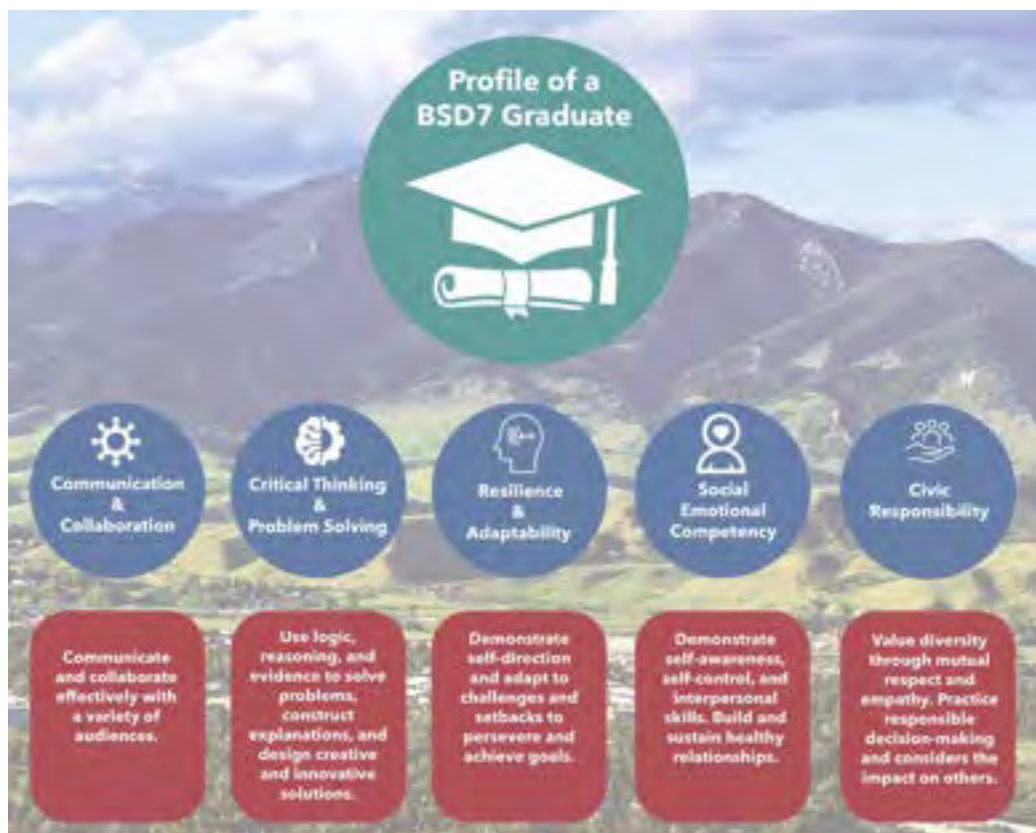 Profile of a
BSD7 Graduate
Communication
&
Collaboration
Critical Thinking
&
Problem Solving
Resilience
&
Adaptability
Social
Emotional
Competency
Civic
Responsibility
Communicate
and collaborate
effectively with
a variety of
audiences.
Use logic,
reasoning, and
evidence to solve
problems,
construct
explanations, and
design creative
and innovative
solutions.
Demonstrate
self-direction
and adapt to
challenges and
setbacks to
persevere and
achieve goals.
Demonstrate
self-awareness,
self-control, and
interpersonal
skills. Build and
sustain healthy
relationships.
Value diversity
through mutual
respect and
empathy. Practice
responsible
decision-making
and considers the
impact on others.